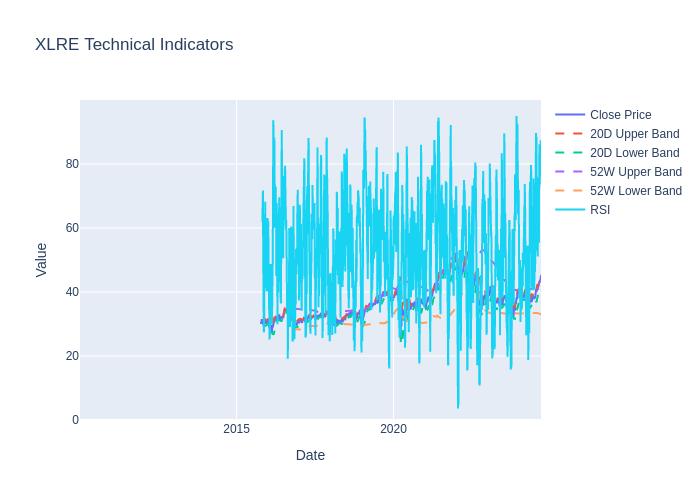 XLRE Technical Indicators
Close Price
20D Upper Band
20D Lower Band
52W Upper Band
52W Lower Band
RSI
80
60
40
20
0
Value
2015
2020
Date